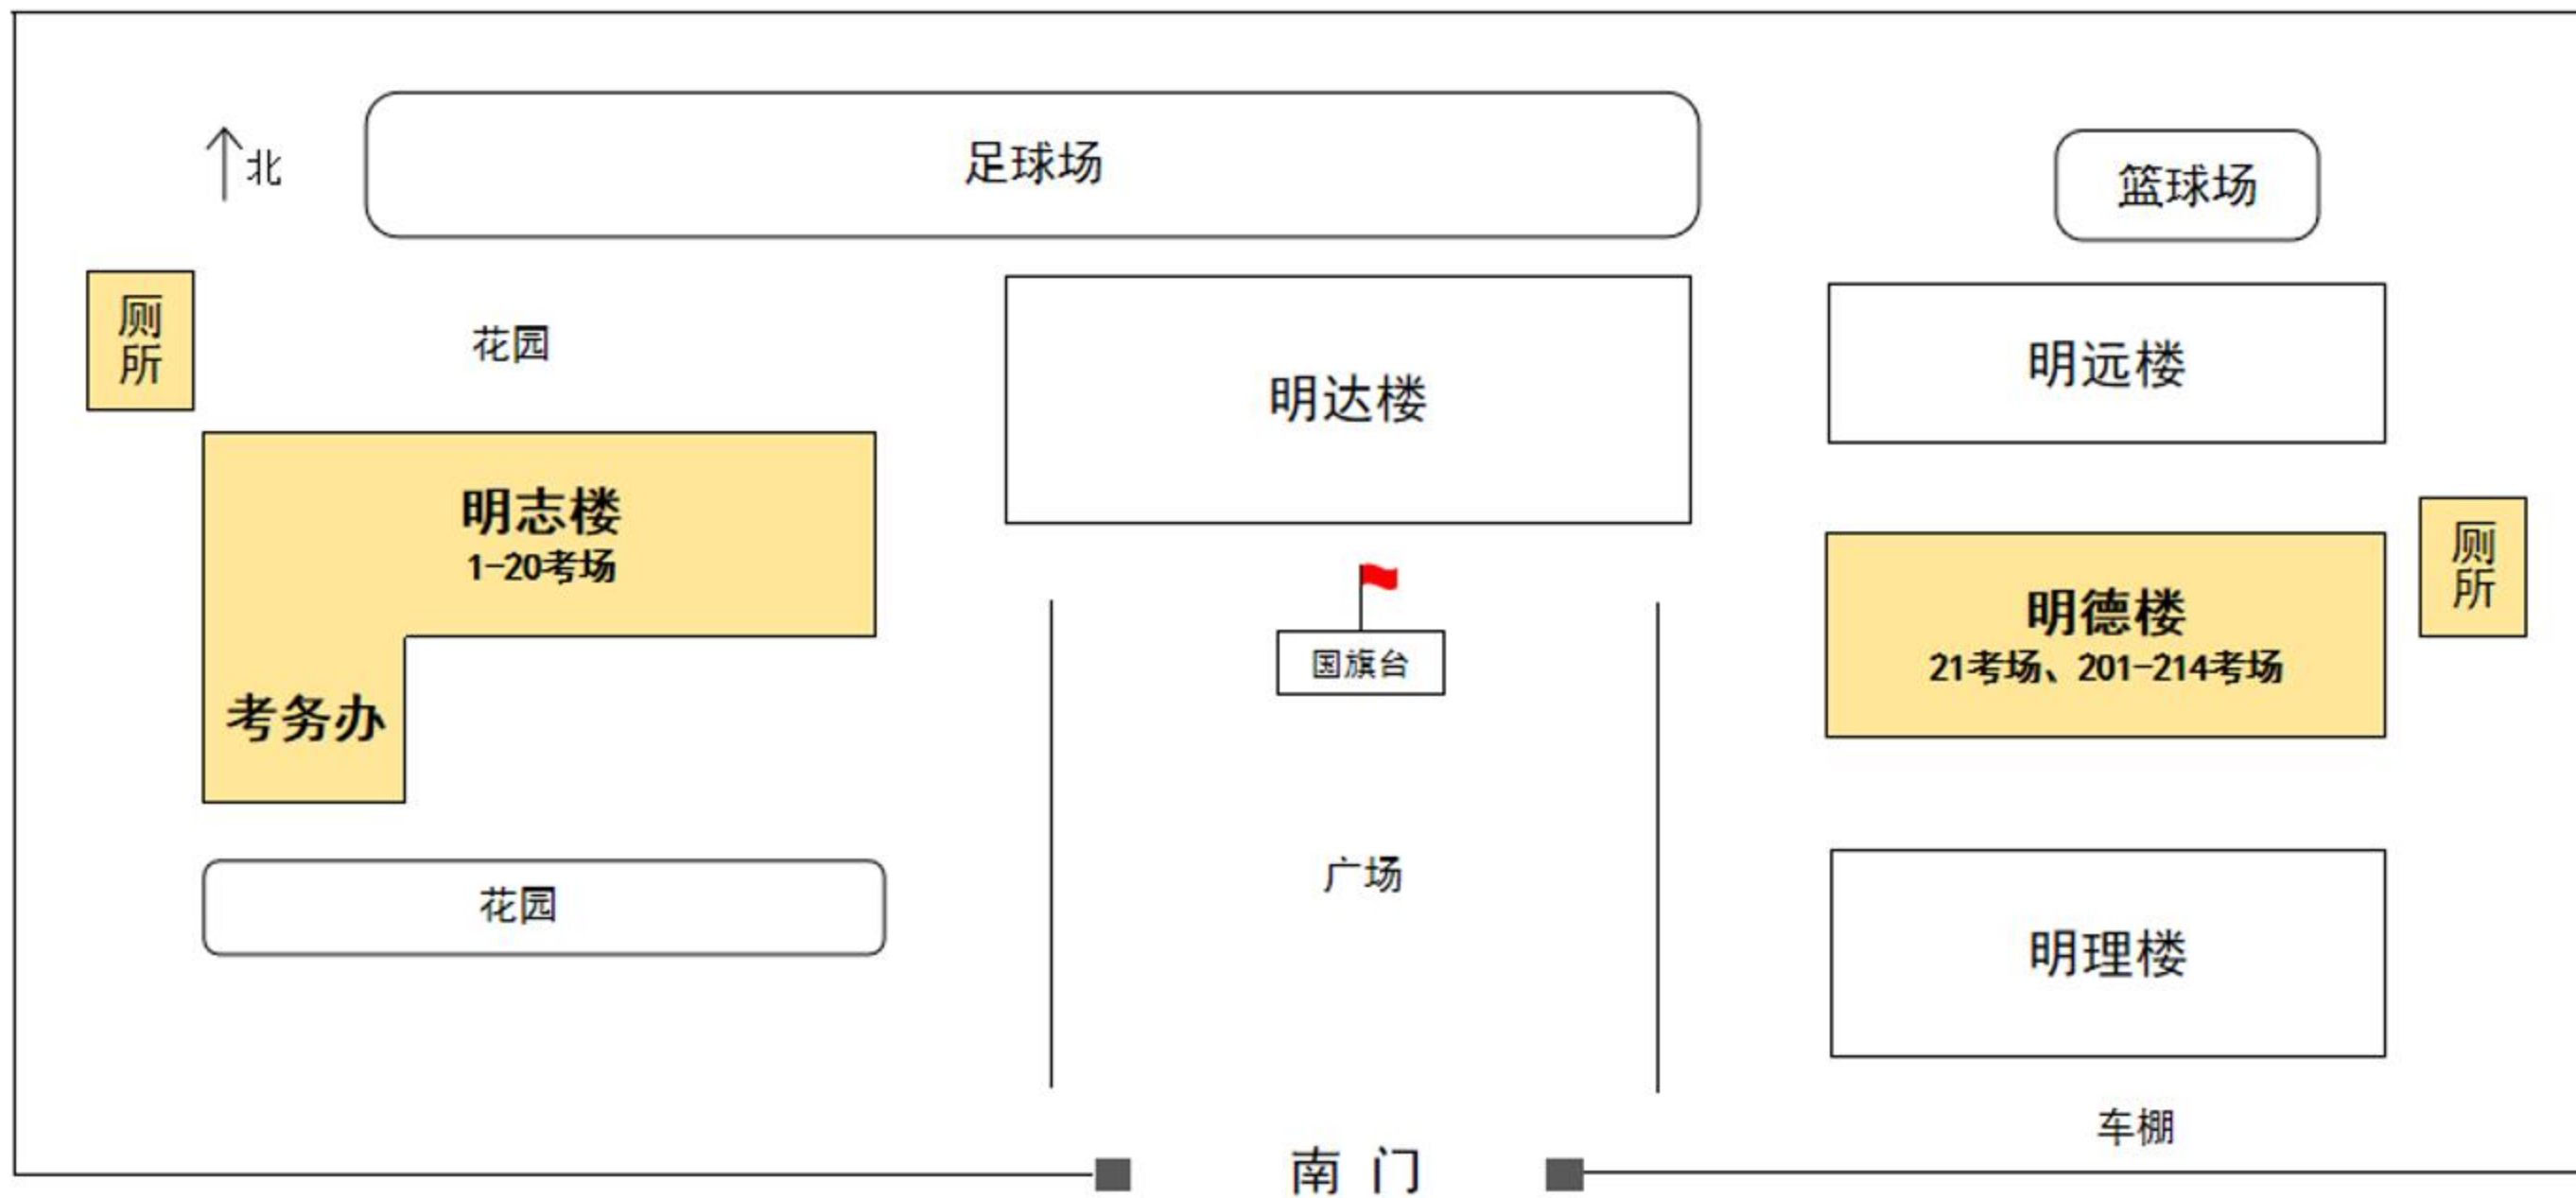 足球场
北
篮球场
厕所
花园
明达楼
明远楼
明志楼
1-20考场
厕所
明德楼
21考场、201-214考场
国旗台
考务办
广场
花园
明理楼
车棚
南 门